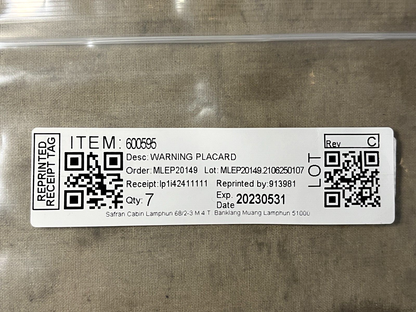 REPRINTED
RECEIPT TAG
ITEM: 600595
Desc: WARNING PLACARD
Order: MLEP20149 Lot: MLEP20149.2106250107
Receipt: lp1i42411111 Reprinted by: 913981
Qty: 7 Exp. Date 20230531
Safran Cabin Lamphun 68/2-3 M 4 T. Banklang Muang Lamphun 51000
LOT
Rev C